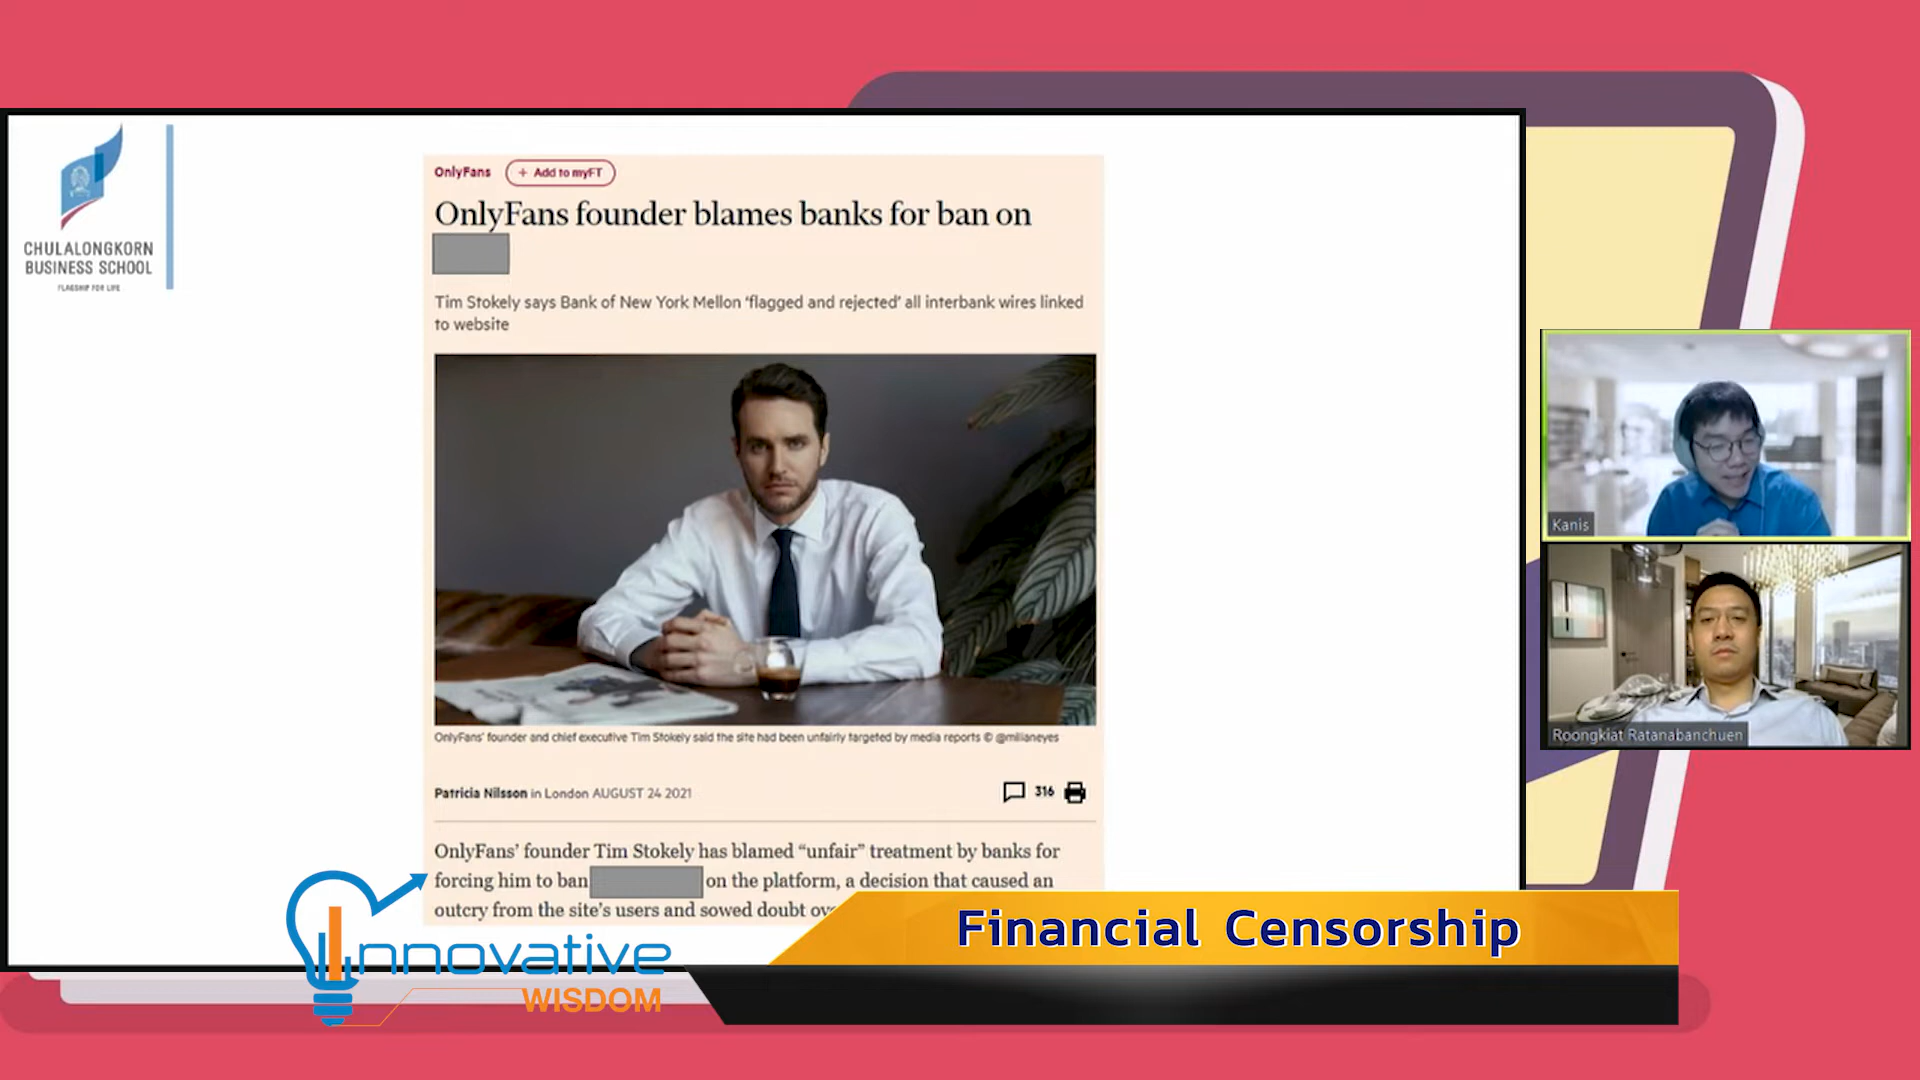 CHULALONGKORN
BUSINESS SCHOOL
FLAGSHIP FOR LIFE
OnlyFans
+ Add to myFT
OnlyFans founder blames banks for ban on
Tim Stokely says Bank of New York Mellon ‘flagged and rejected’ all interbank wires linked
to website
OnlyFans’ founder and chief executive Tim Stokely said the site had been unfairly targeted by media reports © @milianeyes
Patricia Nilsson in London AUGUST 24 2021
316
OnlyFans’ founder Tim Stokely has blamed “unfair” treatment by banks for
forcing him to ban on the platform, a decision that caused an
outcry from the site’s users and sowed doubt
Kanis
Roongkiat Ratanabanchuen
Innovative
WISDOM
Financial Censorship